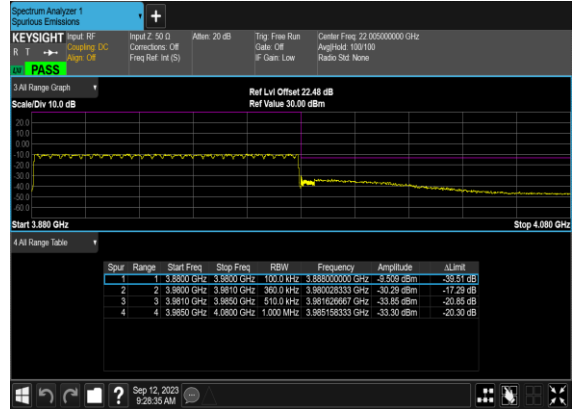 Spectrum Analyzer 1
Spurious Emissions
KEYSIGHT Input: RF Input Z: 50 Ω Atten: 20 dB Trig: Free Run Center Freq: 22.005000000 GHz
R T Coupling: DC Corrections: Off Gate: Off Avg|Hold: 100/100
Align: Off Freq Ref: Int (S) IF Gain: Low Radio Std: None
LW PASS
3 All Range Graph
Ref Lvl Offset 22.48 dB
Scale/Div 10.0 dB Ref Value 30.00 dBm
20.0
10.0
0.00
-10.0
-20.0
-30.0
-40.0
-50.0
-60.0
Start 3.880 GHz Stop 4.080 GHz
4 All Range Table
Spur Range Start Freq Stop Freq RBW Frequency Amplitude ΔLimit
1 1 3.8800 GHz 3.9800 GHz 100.0 kHz 3.888000000 GHz -9.509 dBm -39.51 dB
2 2 3.9800 GHz 3.9810 GHz 360.0 kHz 3.980028333 GHz -30.29 dBm -17.29 dB
3 3 3.9810 GHz 3.9850 GHz 510.0 kHz 3.981626667 GHz -33.85 dBm -20.85 dB
4 4 3.9850 GHz 4.0800 GHz 1.000 MHz 3.985158333 GHz -33.30 dBm -20.30 dB
? Sep 12, 2023
9:28:35 AM